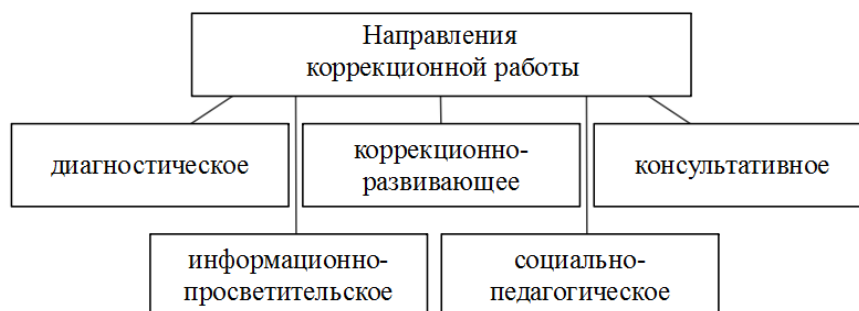 Направления
коррекционной работы
диагностическое
коррекционно-
развивающее
консультативное
информационно-
просветительское
социально-
педагогическое